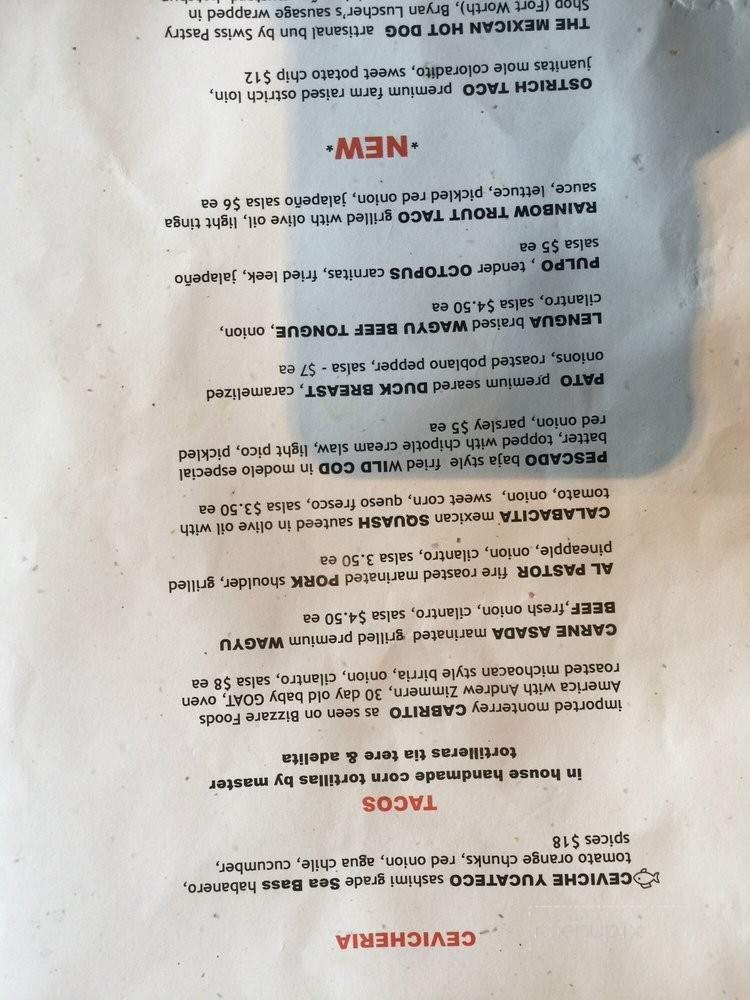 CEVICHERIA
CEVICHE YUCATECO sashimi grade Sea Bass habanero,
tomato orange chunks, red onion, agua chile, cucumber,
spices $18
TACOS
in house handmade corn tortillas by master
tortilleras tia tere & adelita
imported monterrey CABRITO as seen on Bizzare Foods
America with Andrew Zimmern, 30 day old baby GOAT, oven
roasted michoacan style birria, onion, cilantro, salsa $8 ea
CARNE ASADA marinated grilled premium WAGYU
BEEF,fresh onion, cilantro, salsa $4.50 ea
AL PASTOR fire roasted marinated PORK shoulder, grilled
pineapple, onion, cilantro, salsa 3.50 ea
CALABACITA mexican SQUASH sauteed in olive oil with
tomato, onion, sweet corn, queso fresco, salsa $3.50 ea
PESCADO baja style fried WILD COD in modelo especial
batter, topped with chipotle cream slaw, light pico, pickled
red onion, parsley $5 ea
PATO premium seared DUCK BREAST, caramelized
onions, roasted poblano pepper, salsa - $7 ea
LENGUA braised WAGYU BEEF TONGUE, onion,
cilantro, salsa $4.50 ea
PULPO , tender OCTOPUS carnitas, fried leek, jalapeño
salsa $5 ea
RAINBOW TROUT TACO grilled with olive oil, light tinga
sauce, lettuce, pickled red onion, jalapeño salsa $6 ea
*NEW*
OSTRICH TACO premium farm raised ostrich loin,
juanitas mole coloradito, sweet potato chip $12
THE MEXICAN HOT DOG artisanal bun by Swiss Pastry
Shop (Fort Worth), Bryan Luscher's sausage wrapped in